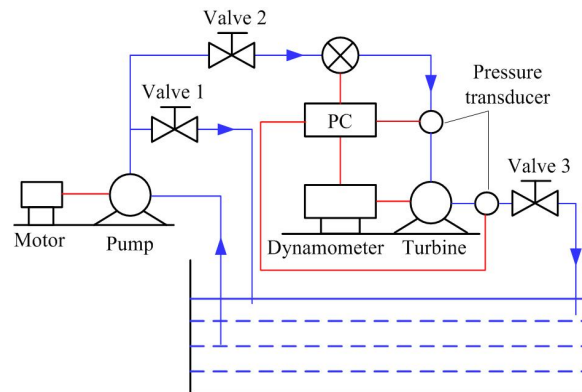 Valve 2
Valve 1
Pressure
transducer
PC
Valve 3
Motor
Pump
Dynamometer
Turbine